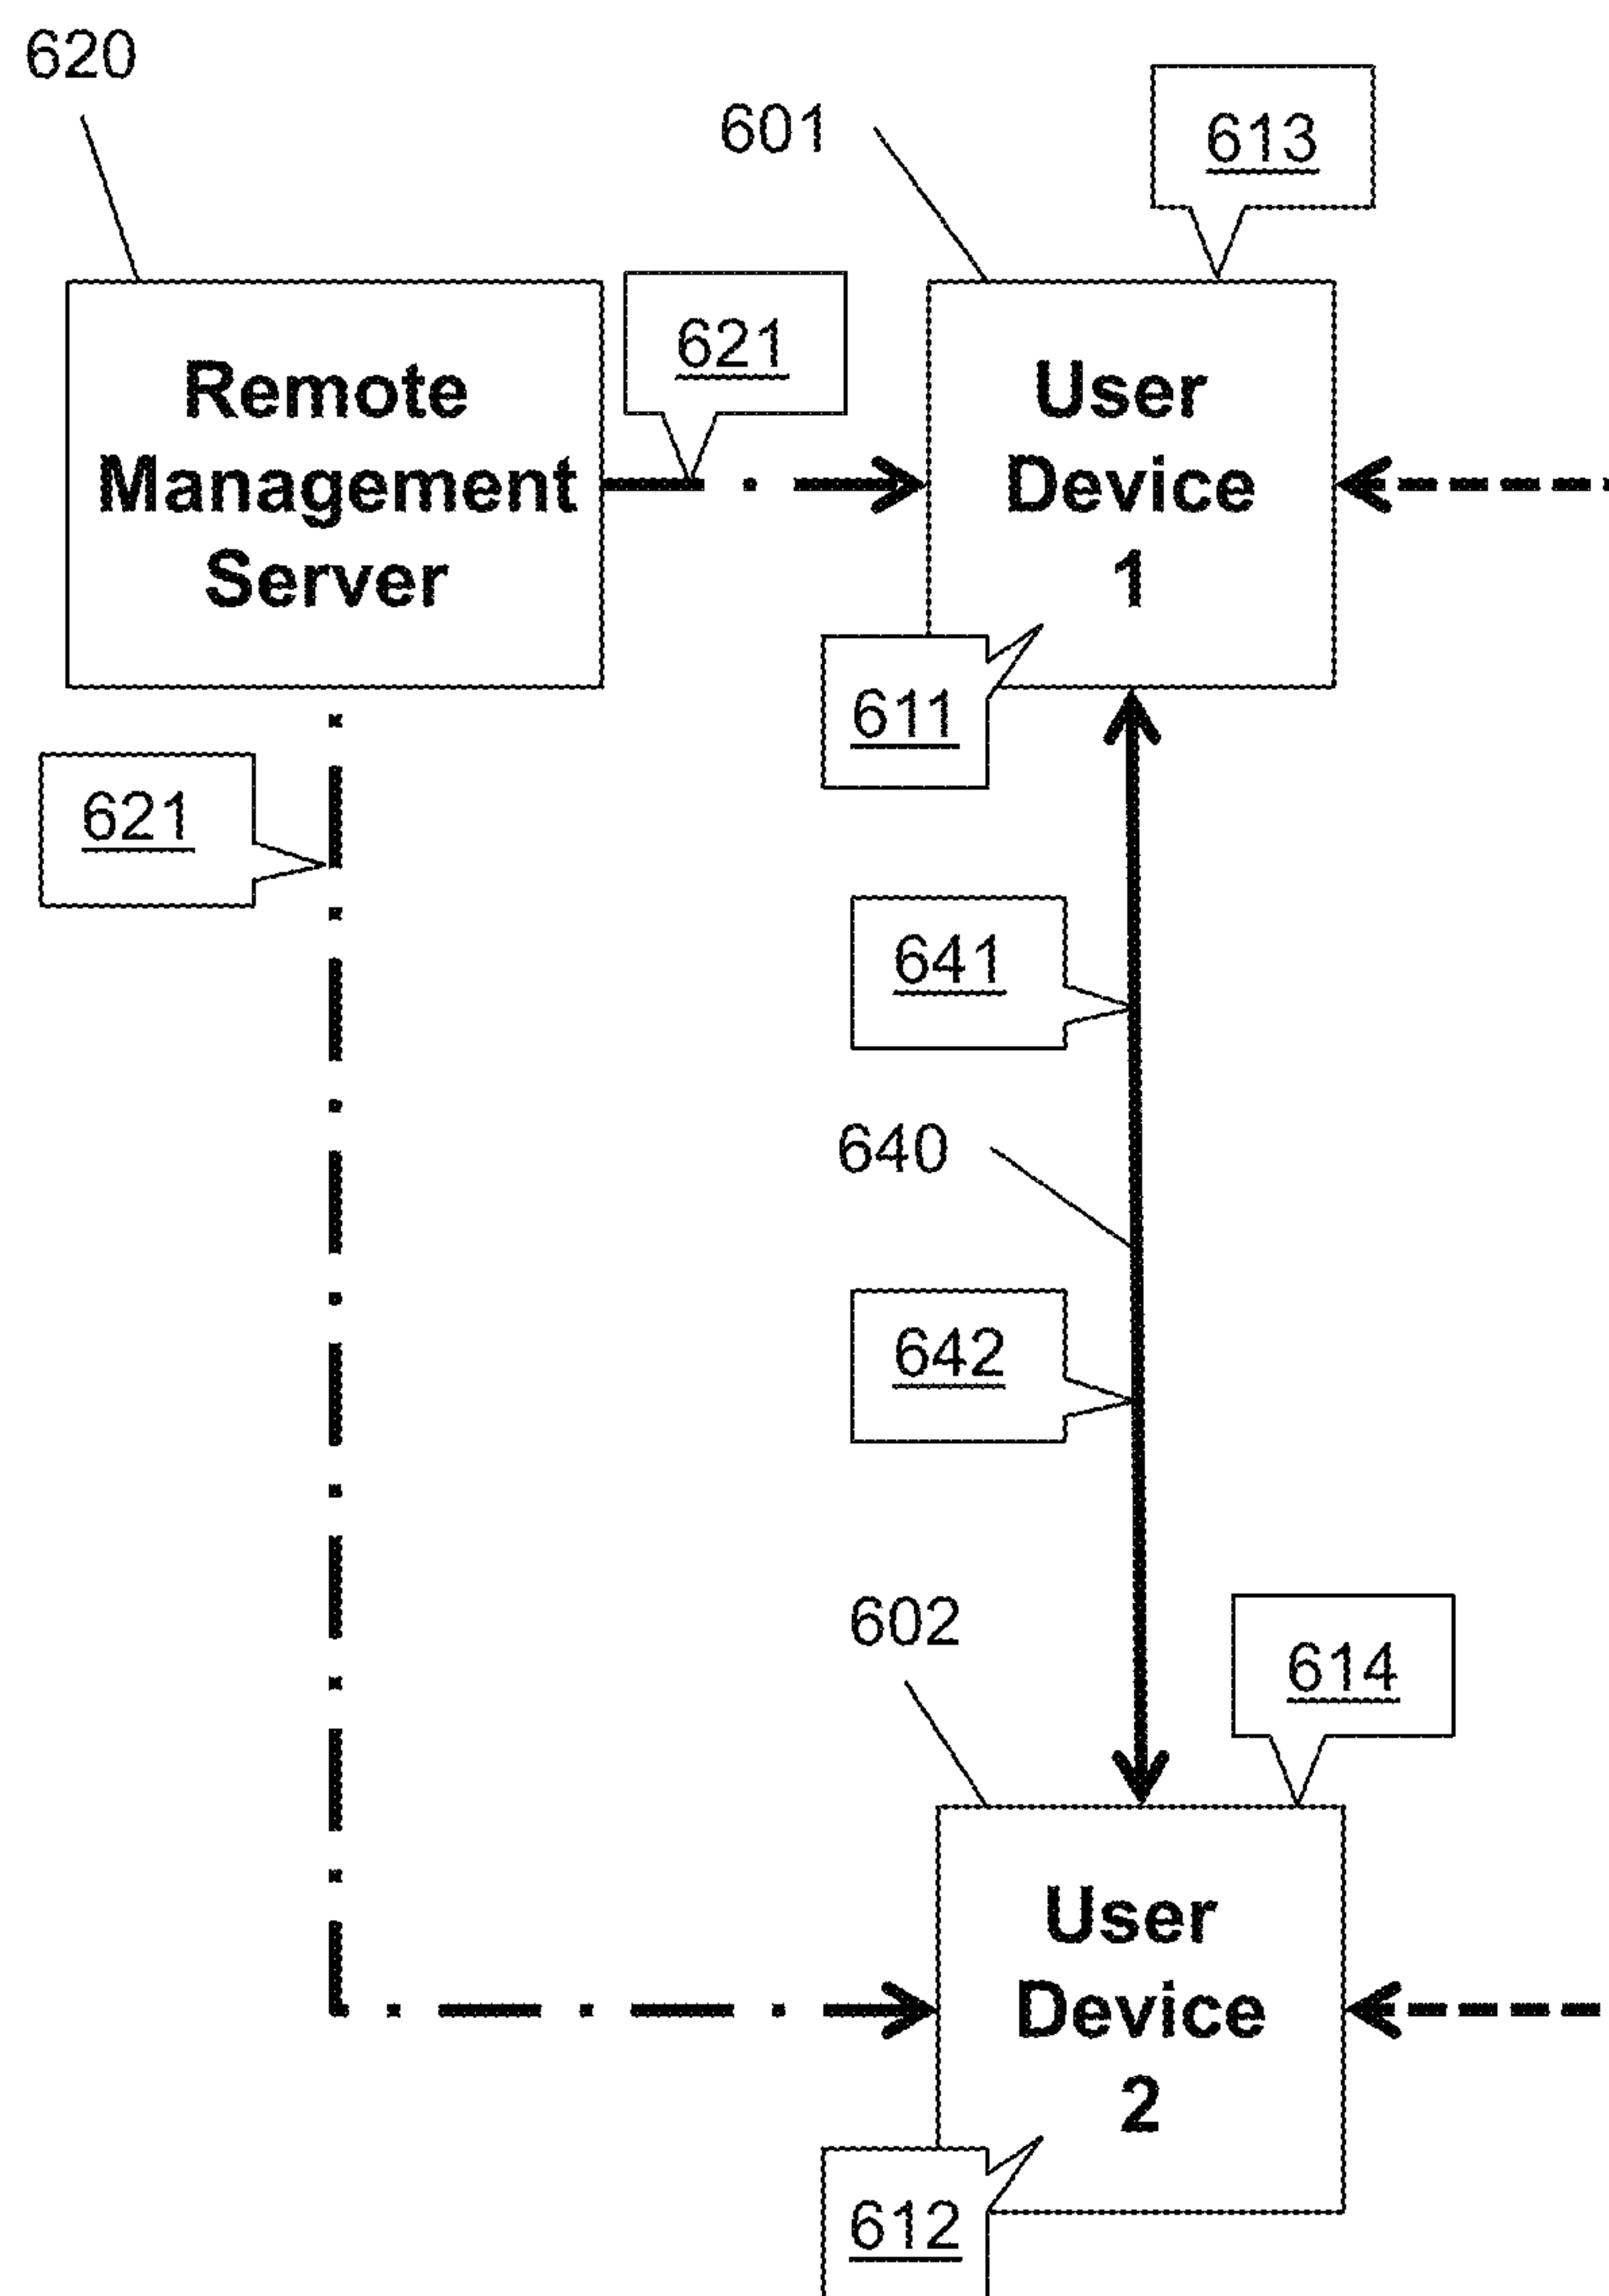 620
601
613
621
Remote
Management
Server
User
Device
1
611
621
641
640
642
602
614
User
Device
2
612